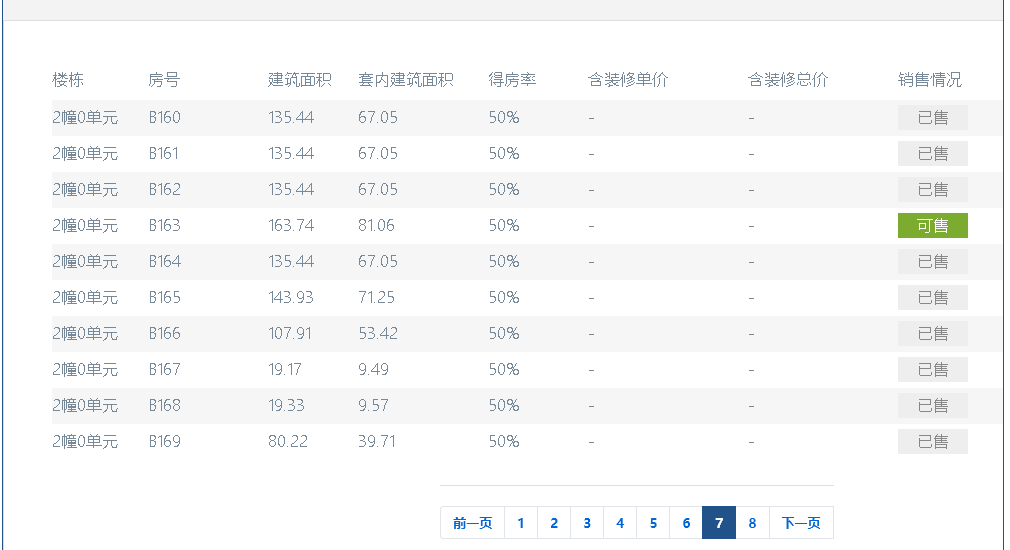 楼栋 房号 建筑面积 套内建筑面积 得房率 含装修单价 含装修总价 销售情况
2幢0单元 B160 135.44 67.05 50% - - 已售
2幢0单元 B161 135.44 67.05 50% - - 已售
2幢0单元 B162 135.44 67.05 50% - - 已售
2幢0单元 B163 163.74 81.06 50% - - 可售
2幢0单元 B164 135.44 67.05 50% - - 已售
2幢0单元 B165 143.93 71.25 50% - - 已售
2幢0单元 B166 107.91 53.42 50% - - 已售
2幢0单元 B167 19.17 9.49 50% - - 已售
2幢0单元 B168 19.33 9.57 50% - - 已售
2幢0单元 B169 80.22 39.71 50% - - 已售
前一页 1 2 3 4 5 6 7 8 下一页